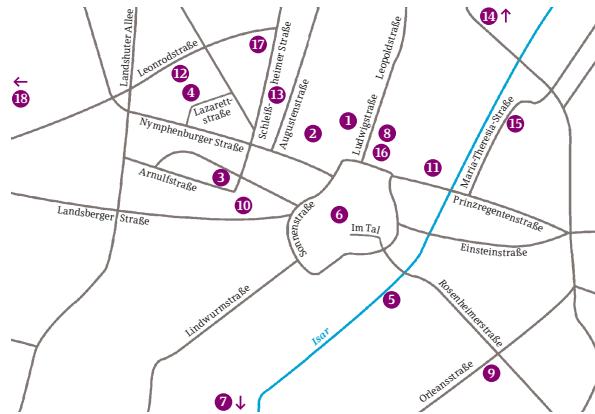 14 ↑
Landshuter Allee
Leonrodstraße
17
Schleiß-
heimer Straße
Leopoldstraße
←
18
12
4
13
Lazarett-
straße
Augustenstraße
Nymphenburger Straße
2
1
Ludwigstraße
8
16
Maria-Theresia-Straße
15
11
3
Arnulfstraße
10
Landsberger Straße
Sonnenstraße
6
Im Tal
Prinzregentenstraße
Einsteinstraße
Lindwurmstraße
Isar
5
Rosenheimerstraße
Orleansstraße
9
7 ↓